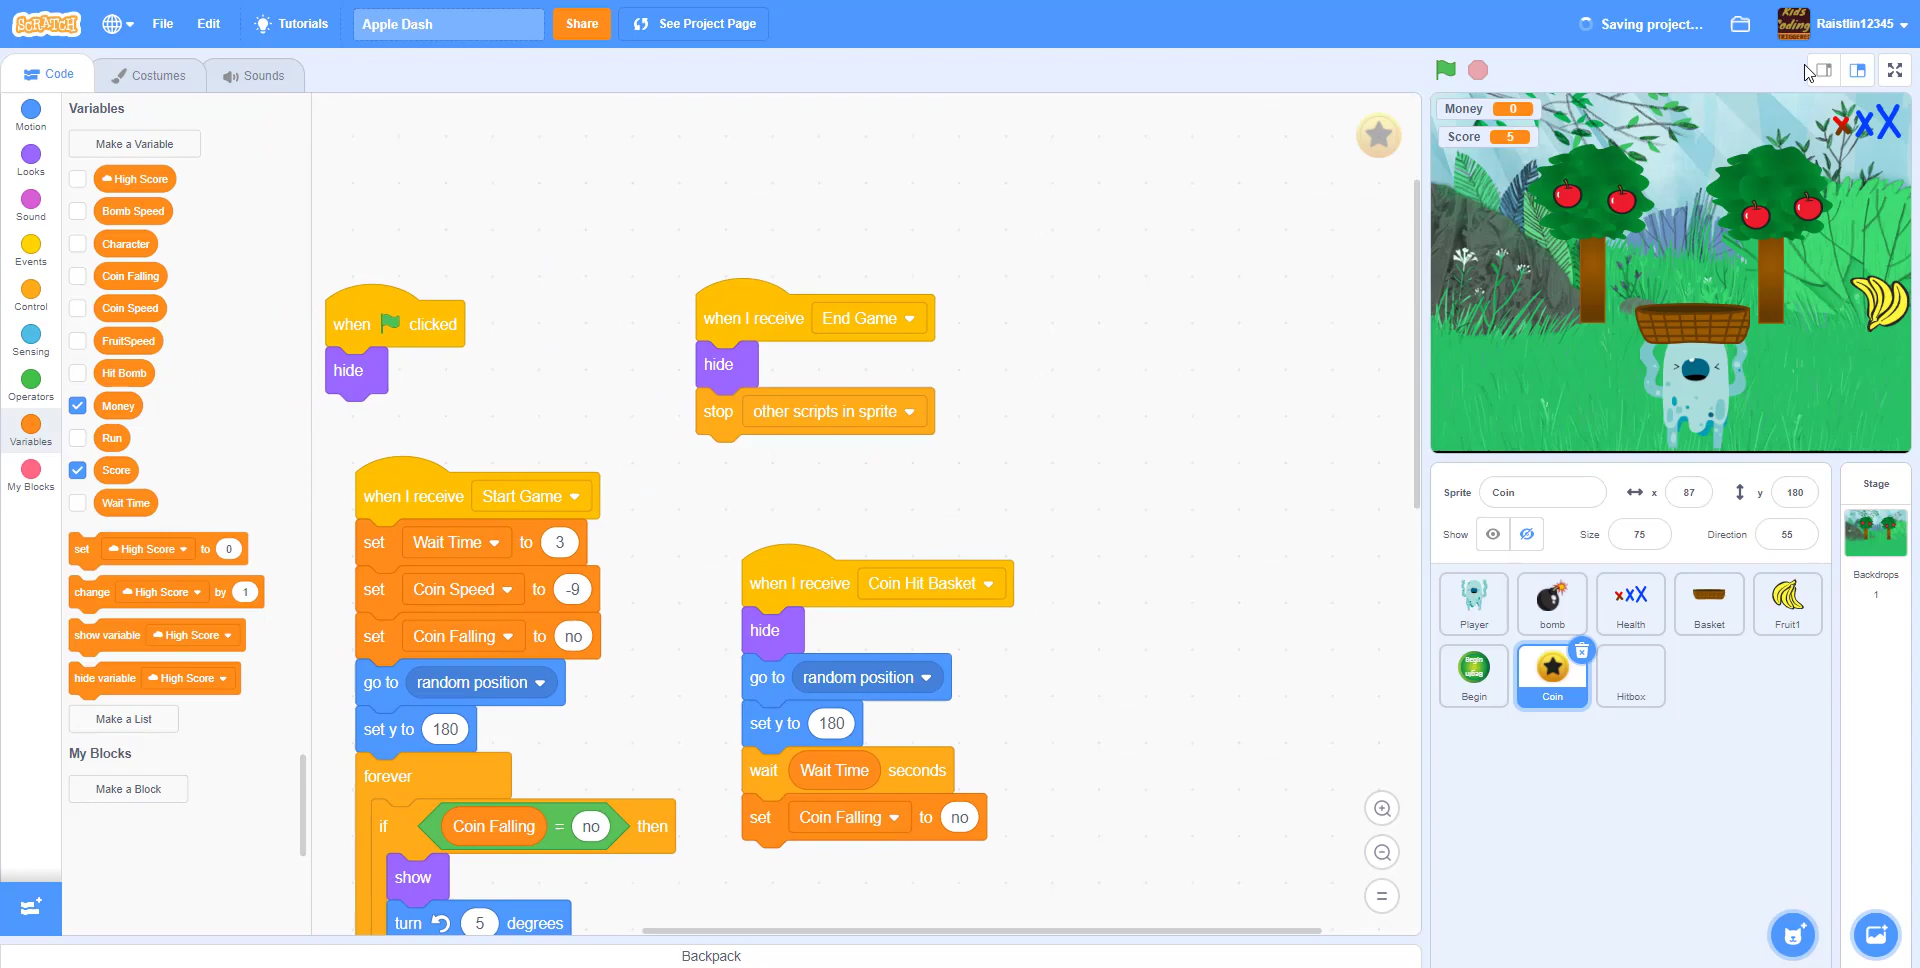 SCRATCH
File
Edit
Tutorials
Apple Dash
Share
See Project Page
Saving project...
Raistlin12345
Code
Costumes
Sounds
Motion
Looks
Sound
Events
Control
Sensing
Operators
Variables
My Blocks
Variables
Make a Variable
High Score
Bomb Speed
Character
Coin Falling
Coin Speed
FruitSpeed
Hit Bomb
Money
Run
Score
Wait Time
set High Score to 0
change High Score by 1
show variable High Score
hide variable High Score
Make a List
My Blocks
Make a Block
when clicked
hide
when I receive Start Game
set Wait Time to 3
set Coin Speed to -9
set Coin Falling to no
go to random position
set y to 180
forever
if Coin Falling = no then
show
turn 5 degrees
when I receive End Game
hide
stop other scripts in sprite
when I receive Coin Hit Basket
hide
go to random position
set y to 180
wait Wait Time seconds
set Coin Falling to no
Backpack
Money 0
Score 5
xXX
Sprite Coin x 87 y 180
Show Size 75 Direction 55
Player
bomb
xXX
Health
Basket
Fruit1
Begin
Begin
Coin
Hitbox
Stage
Backdrops
1